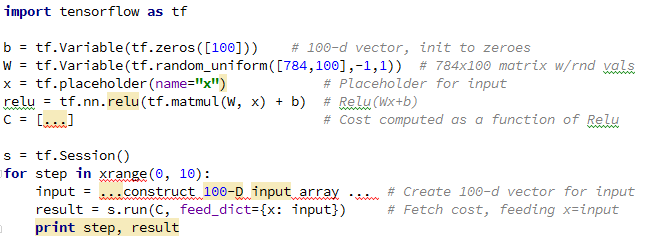 import tensorflow as tf
b = tf.Variable(tf.zeros([100]))    # 100-d vector, init to zeroes
W = tf.Variable(tf.random_uniform([784,100],-1,1))  # 784x100 matrix w/rnd vals
x = tf.placeholder(name="x")    # Placeholder for input
relu = tf.nn.relu(tf.matmul(W, x) + b)  # Relu(Wx+b)
C = [...]    # Cost computed as a function of Relu
s = tf.Session()
for step in xrange(0, 10):
    input = ...construct 100-D input array ...  # Create 100-d vector for input
    result = s.run(C, feed_dict={x: input})    # Fetch cost, feeding x=input
    print step, result